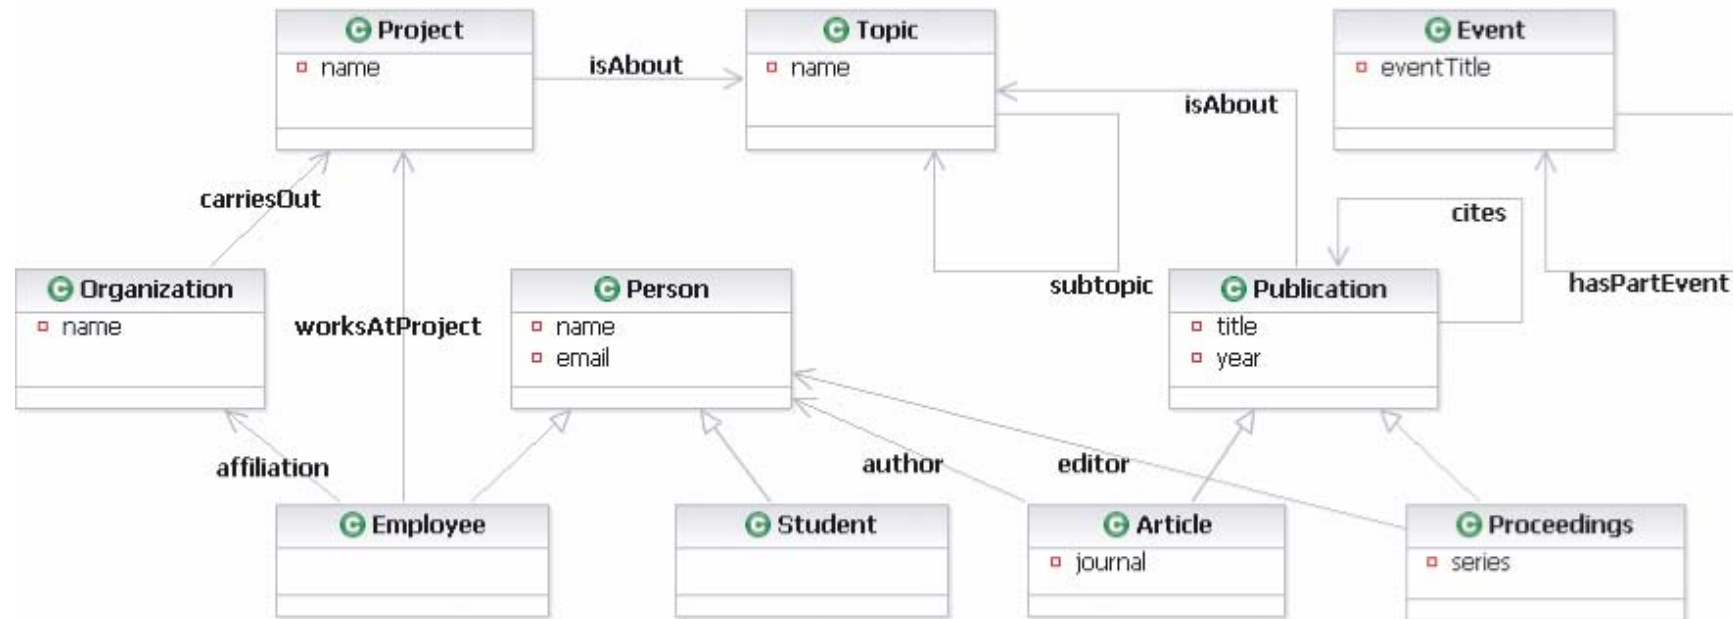 Project
name
isAbout
Topic
name
isAbout
Event
eventTitle
carriesOut
cites
Organization
name
worksAtProject
Person
name
email
subtopic
Publication
title
year
hasPartEvent
affiliation
author
editor
Employee
Student
Article
journal
Proceedings
series